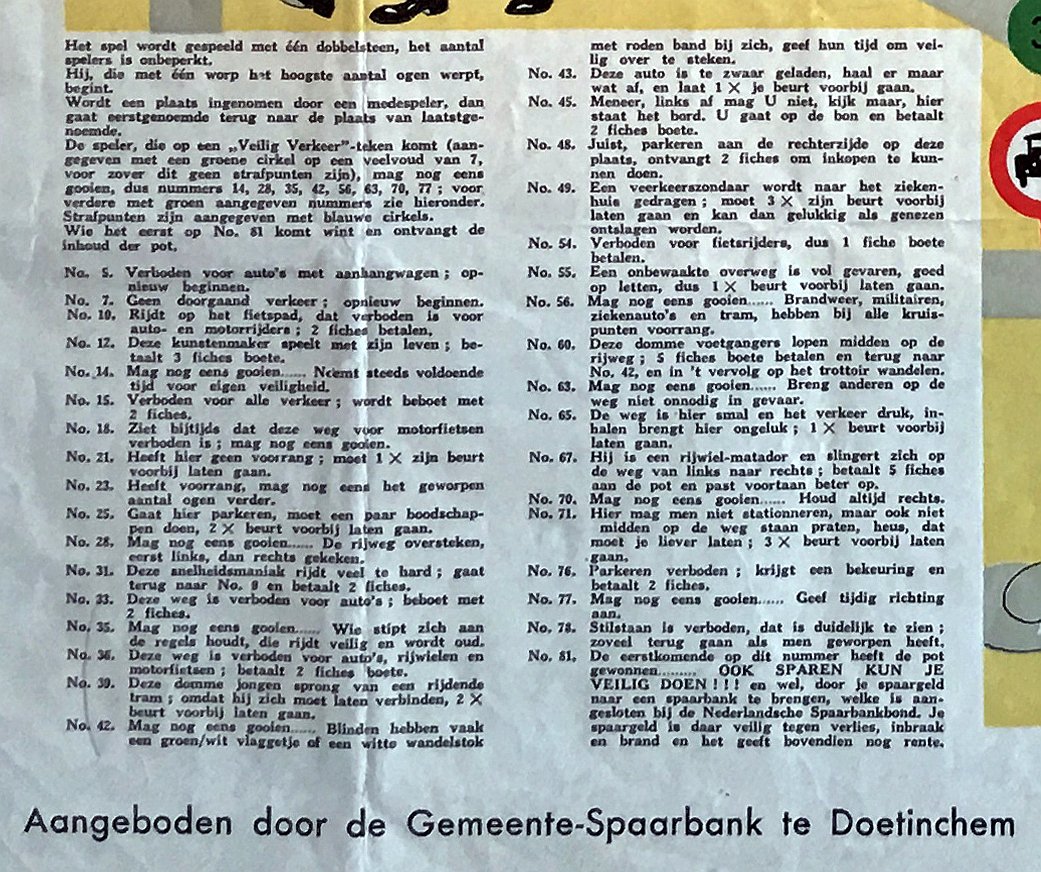 Het spel wordt gespeeld met één dobbelsteen, het aantal
spelers is onbeperkt.
Hij, die met één worp het hoogste aantal ogen werpt,
begint.
Wordt een plaats ingenomen door een medespeler, dan
gaat eerstgenoemde terug naar de plaats van laatstge-
noemde.
De speler, die op een „Veilig Verkeer"-teken komt (aan-
gegeven met een groene cirkel op een veelvoud van 7,
voor zover dit geen strafpunten zijn), mag nog eens
gooien, dus nummers 14, 28, 35, 42, 56, 63, 70, 77 ; voor
verdere met groen aangegeven nummers zie hieronder.
Strafpunten zijn aangegeven met blauwe cirkels.
Wie het eerst op No. 81 komt wint en ontvangt de
inhoud der pot.
No. 5. Verboden voor auto's met aanhangwagen ; op-
nieuw beginnen.
No. 7. Geen doorgaand verkeer ; opnieuw beginnen.
No. 10. Rijdt op het fietspad, dat verboden is voor
auto- en motorrijders ; 2 fiches betalen.
No. 12. Deze kunstenmaker speelt met zijn leven ; be-
taalt 3 fiches boete.
No. 14. Mag nog eens gooien...... Neemt steeds voldoende
tijd voor eigen veiligheid.
No. 15. Verboden voor alle verkeer ; wordt beboet met
2 fiches.
No. 18. Ziet bijtijds dat deze weg voor motorfietsen
verboden is ; mag nog eens gooien.
No. 21. Heeft hier geen voorrang ; moet 1 X zijn beurt
voorbij laten gaan.
No. 23. Heeft voorrang, mag nog eens het geworpen
aantal ogen verder.
No. 25. Gaat hier parkeren, moet een paar boodschap-
pen doen, 2 X beurt voorbij laten gaan.
No. 28. Mag nog eens gooien...... De rijweg oversteken,
eerst links, dan rechts gekeken.
No. 31. Deze snelheidsmaniak rijdt veel te hard ; gaat
terug naar No. 9 en betaalt 2 fiches.
No. 33. Deze weg is verboden voor auto's ; beboet met
2 fiches.
No. 35. Mag nog eens gooien...... Wie stipt zich aan
de regels houdt, die rijdt veilig en wordt oud.
No. 36. Deze weg is verboden voor auto's, rijwielen en
motorfietsen ; betaalt 2 fiches boete.
No. 39. Deze domme jongen sprong van een rijdende
tram ; omdat hij zich moet laten verbinden, 2 X
beurt voorbij laten gaan.
No. 42. Mag nog eens gooien...... Blinden hebben vaak
een groen/wit vlaggetje of een witte wandelstok
met roden band bij zich, geef hun tijd om vei-
lig over te steken.
No. 43. Deze auto is te zwaar geladen, haal er maar
wat af, en laat 1 X je beurt voorbij gaan.
No. 45. Meneer, links af mag U niet, kijk maar, hier
staat het bord. U gaat op de bon en betaalt
2 fiches boete.
No. 48. Juist, parkeren aan de rechterzijde op deze
plaats, ontvangt 2 fiches om inkopen te kun-
nen doen.
No. 49. Een veerkeerszondaar wordt naar het zieken-
huis gedragen ; moet 3 X zijn beurt voorbij
laten gaan en kan dan gelukkig als genezen
ontslagen worden.
No. 54. Verboden voor fietsrijders, dus 1 fiche boete
betalen.
No. 55. Een onbewaakte overweg is vol gevaren, goed
op letten, dus 1 X beurt voorbij laten gaan.
No. 56. Mag nog eens gooien...... Brandweer, militairen,
ziekenauto's en tram, hebben bij alle kruis-
punten voorrang.
No. 60. Deze domme voetgangers lopen midden op de
rijweg ; 5 fiches boete betalen en terug naar
No. 42, en in 't vervolg op het trottoir wandelen.
No. 63. Mag nog eens gooien...... Breng anderen op de
weg niet onnodig in gevaar.
No. 65. De weg is hier smal en het verkeer druk, in-
halen brengt hier ongeluk ; 1 X beurt voorbij
laten gaan.
No. 67. Hij is een rijwiel-matador en slingert zich op
de weg van links naar rechts ; betaalt 5 fiches
aan de pot en past voortaan beter op.
No. 70. Mag nog eens gooien...... Houd altijd rechts.
No. 71. Hier mag men niet stationneren, maar ook niet
midden op de weg staan praten, heus, dat
moet je liever laten ; 3 X beurt voorbij laten
gaan.
No. 76. Parkeren verboden ; krijgt een bekeuring en
betaalt 2 fiches.
No. 77. Mag nog eens gooien...... Geef tijdig richting
aan.
No. 78. Stilstaan is verboden, dat is duidelijk te zien ;
zoveel terug gaan als men geworpen heeft.
No. 81. De eerstkomende op dit nummer heeft de pot
gewonnen......... OOK SPAREN KUN JE
VEILIG DOEN ! ! ! en wel, door je spaargeld
naar een spaarbank te brengen, welke is aan-
gesloten bij de Nederlandsche Spaarbankbond. Je
spaargeld is daar veilig tegen verlies, inbraak
en brand en het geeft bovendien nog rente.
Aangeboden door de Gemeente-Spaarbank te Doetinchem